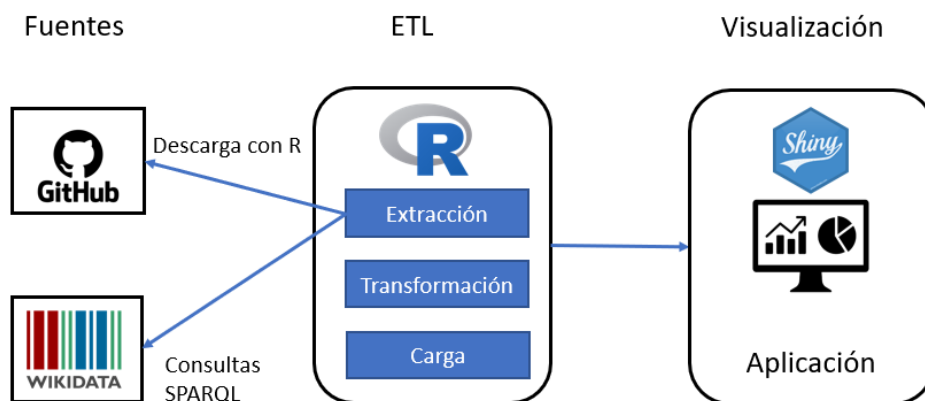 Fuentes
ETL
Visualización
Descarga con R
GitHub
R
Extracción
Transformación
Carga
Shiny
WIKIDATA
Consultas
SPARQL
Aplicación